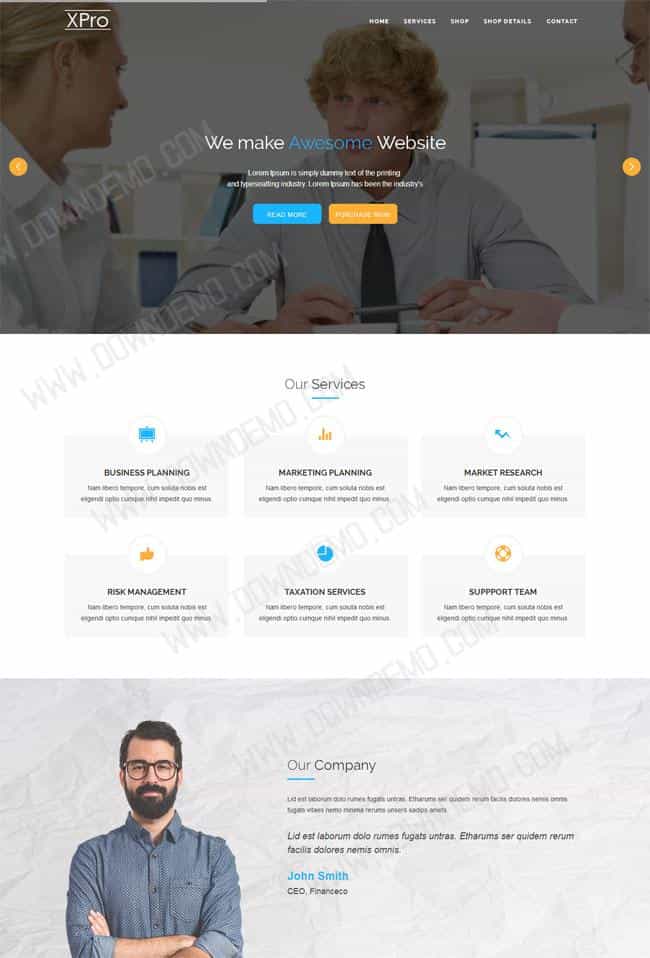 XPro
HOME SERVICES SHOP SHOP DETAILS CONTACT
We make Awesome Website
Lorem Ipsum is simply dummy text of the printing
and typesetting industry. Lorem Ipsum has been the industry's
READ MORE PURCHASE NOW
Our Services
BUSINESS PLANNING
Nam libero tempore, cum soluta nobis est
eligendi optio cumque nihil impedit quo minus.
MARKETING PLANNING
Nam libero tempore, cum soluta nobis est
eligendi optio cumque nihil impedit quo minus.
MARKET RESEARCH
Nam libero tempore, cum soluta nobis est
eligendi optio cumque nihil impedit quo minus.
RISK MANAGEMENT
Nam libero tempore, cum soluta nobis est
eligendi optio cumque nihil impedit quo minus.
TAXATION SERVICES
Nam libero tempore, cum soluta nobis est
eligendi optio cumque nihil impedit quo minus.
SUPPPORT TEAM
Nam libero tempore, cum soluta nobis est
eligendi optio cumque nihil impedit quo minus.
Our Company
Lid est laborum dolo rumes fugats untras. Etharums ser quidem rerum facilis dolores nemis omnis
fugats vitaes nemo minima rerums unsers sadips amets.
Lid est laborum dolo rumes fugats untras. Etharums ser quidem rerum
facilis dolores nemis omnis.
John Smith
CEO, Financeco
WWW.DOWNDEMO.COM
WWW.DOWNDEMO.COM
WWW.DOWNDEMO.COM
WWW.DOWNDEMO.COM
WWW.DOWNDEMO.COM